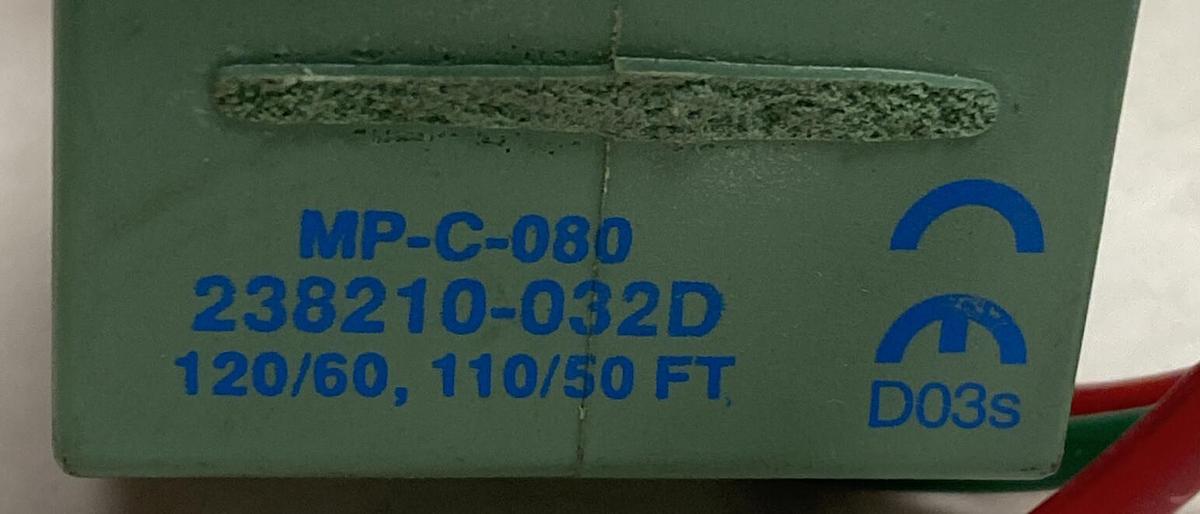 MP-C-080
238210-032D
120/60, 110/50 FT
D03s